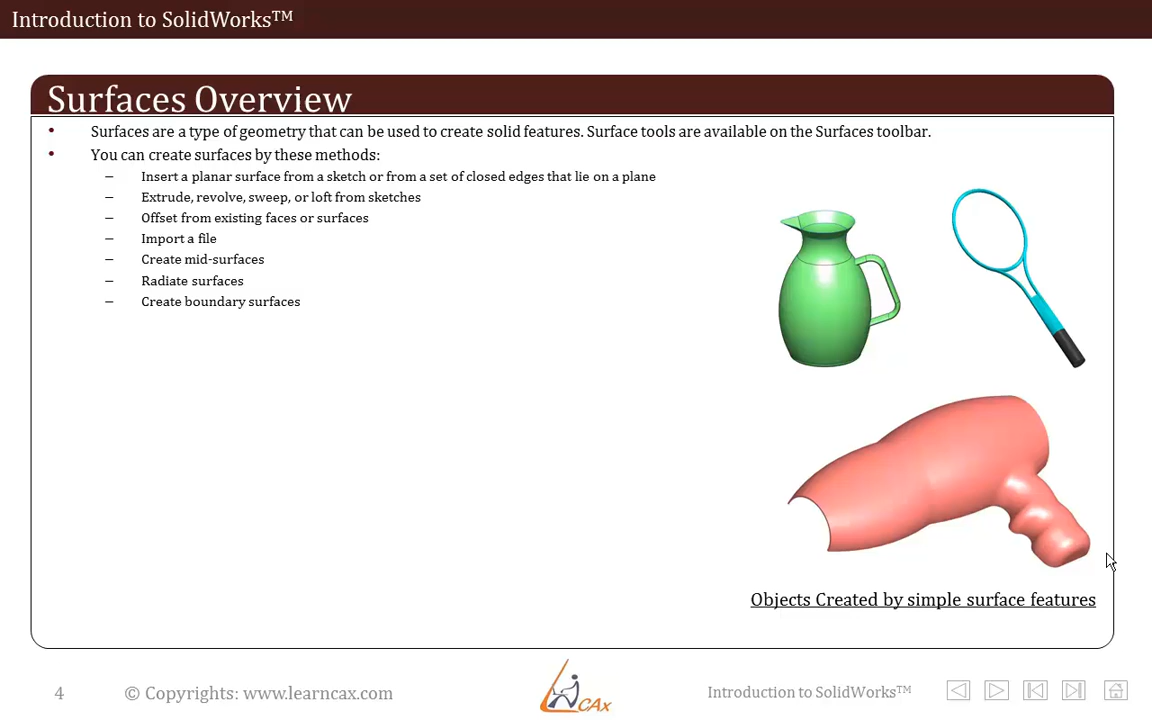 Introduction to SolidWorks™
Surfaces Overview
• Surfaces are a type of geometry that can be used to create solid features. Surface tools are available on the Surfaces toolbar.
• You can create surfaces by these methods:
– Insert a planar surface from a sketch or from a set of closed edges that lie on a plane
– Extrude, revolve, sweep, or loft from sketches
– Offset from existing faces or surfaces
– Import a file
– Create mid-surfaces
– Radiate surfaces
– Create boundary surfaces
Objects Created by simple surface features
4 © Copyrights: www.learncax.com
CAx
Introduction to SolidWorks™